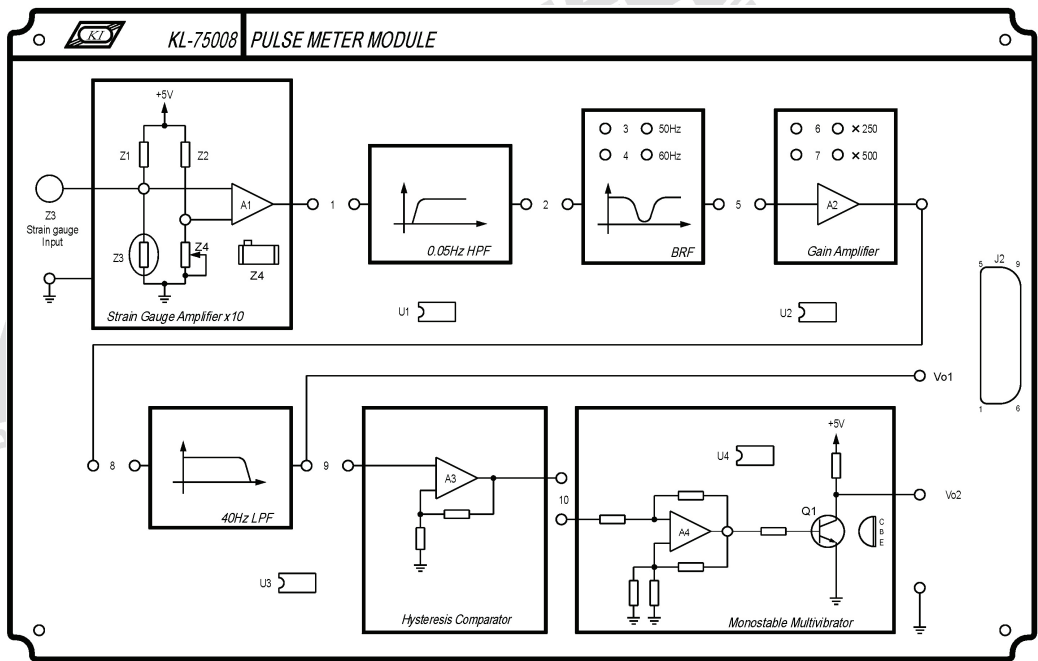 KI KL-75008 PULSE METER MODULE
+5V
Z1 Z2
A1
Z3
Strain gauge
Input
Z3
Z4
Z4
Strain Gauge Amplifier x10
1
0.05Hz HPF
2
3 50Hz
4 60Hz
BRF
5
6 ×250
7 ×500
A2
Gain Amplifier
U1
U2
J2
5 9
1 6
Vo1
8
40Hz LPF
9
A3
Hysteresis Comparator
10
U4
+5V
A4
Q1
C
B
E
Vo2
Monostable Multivibrator
U3